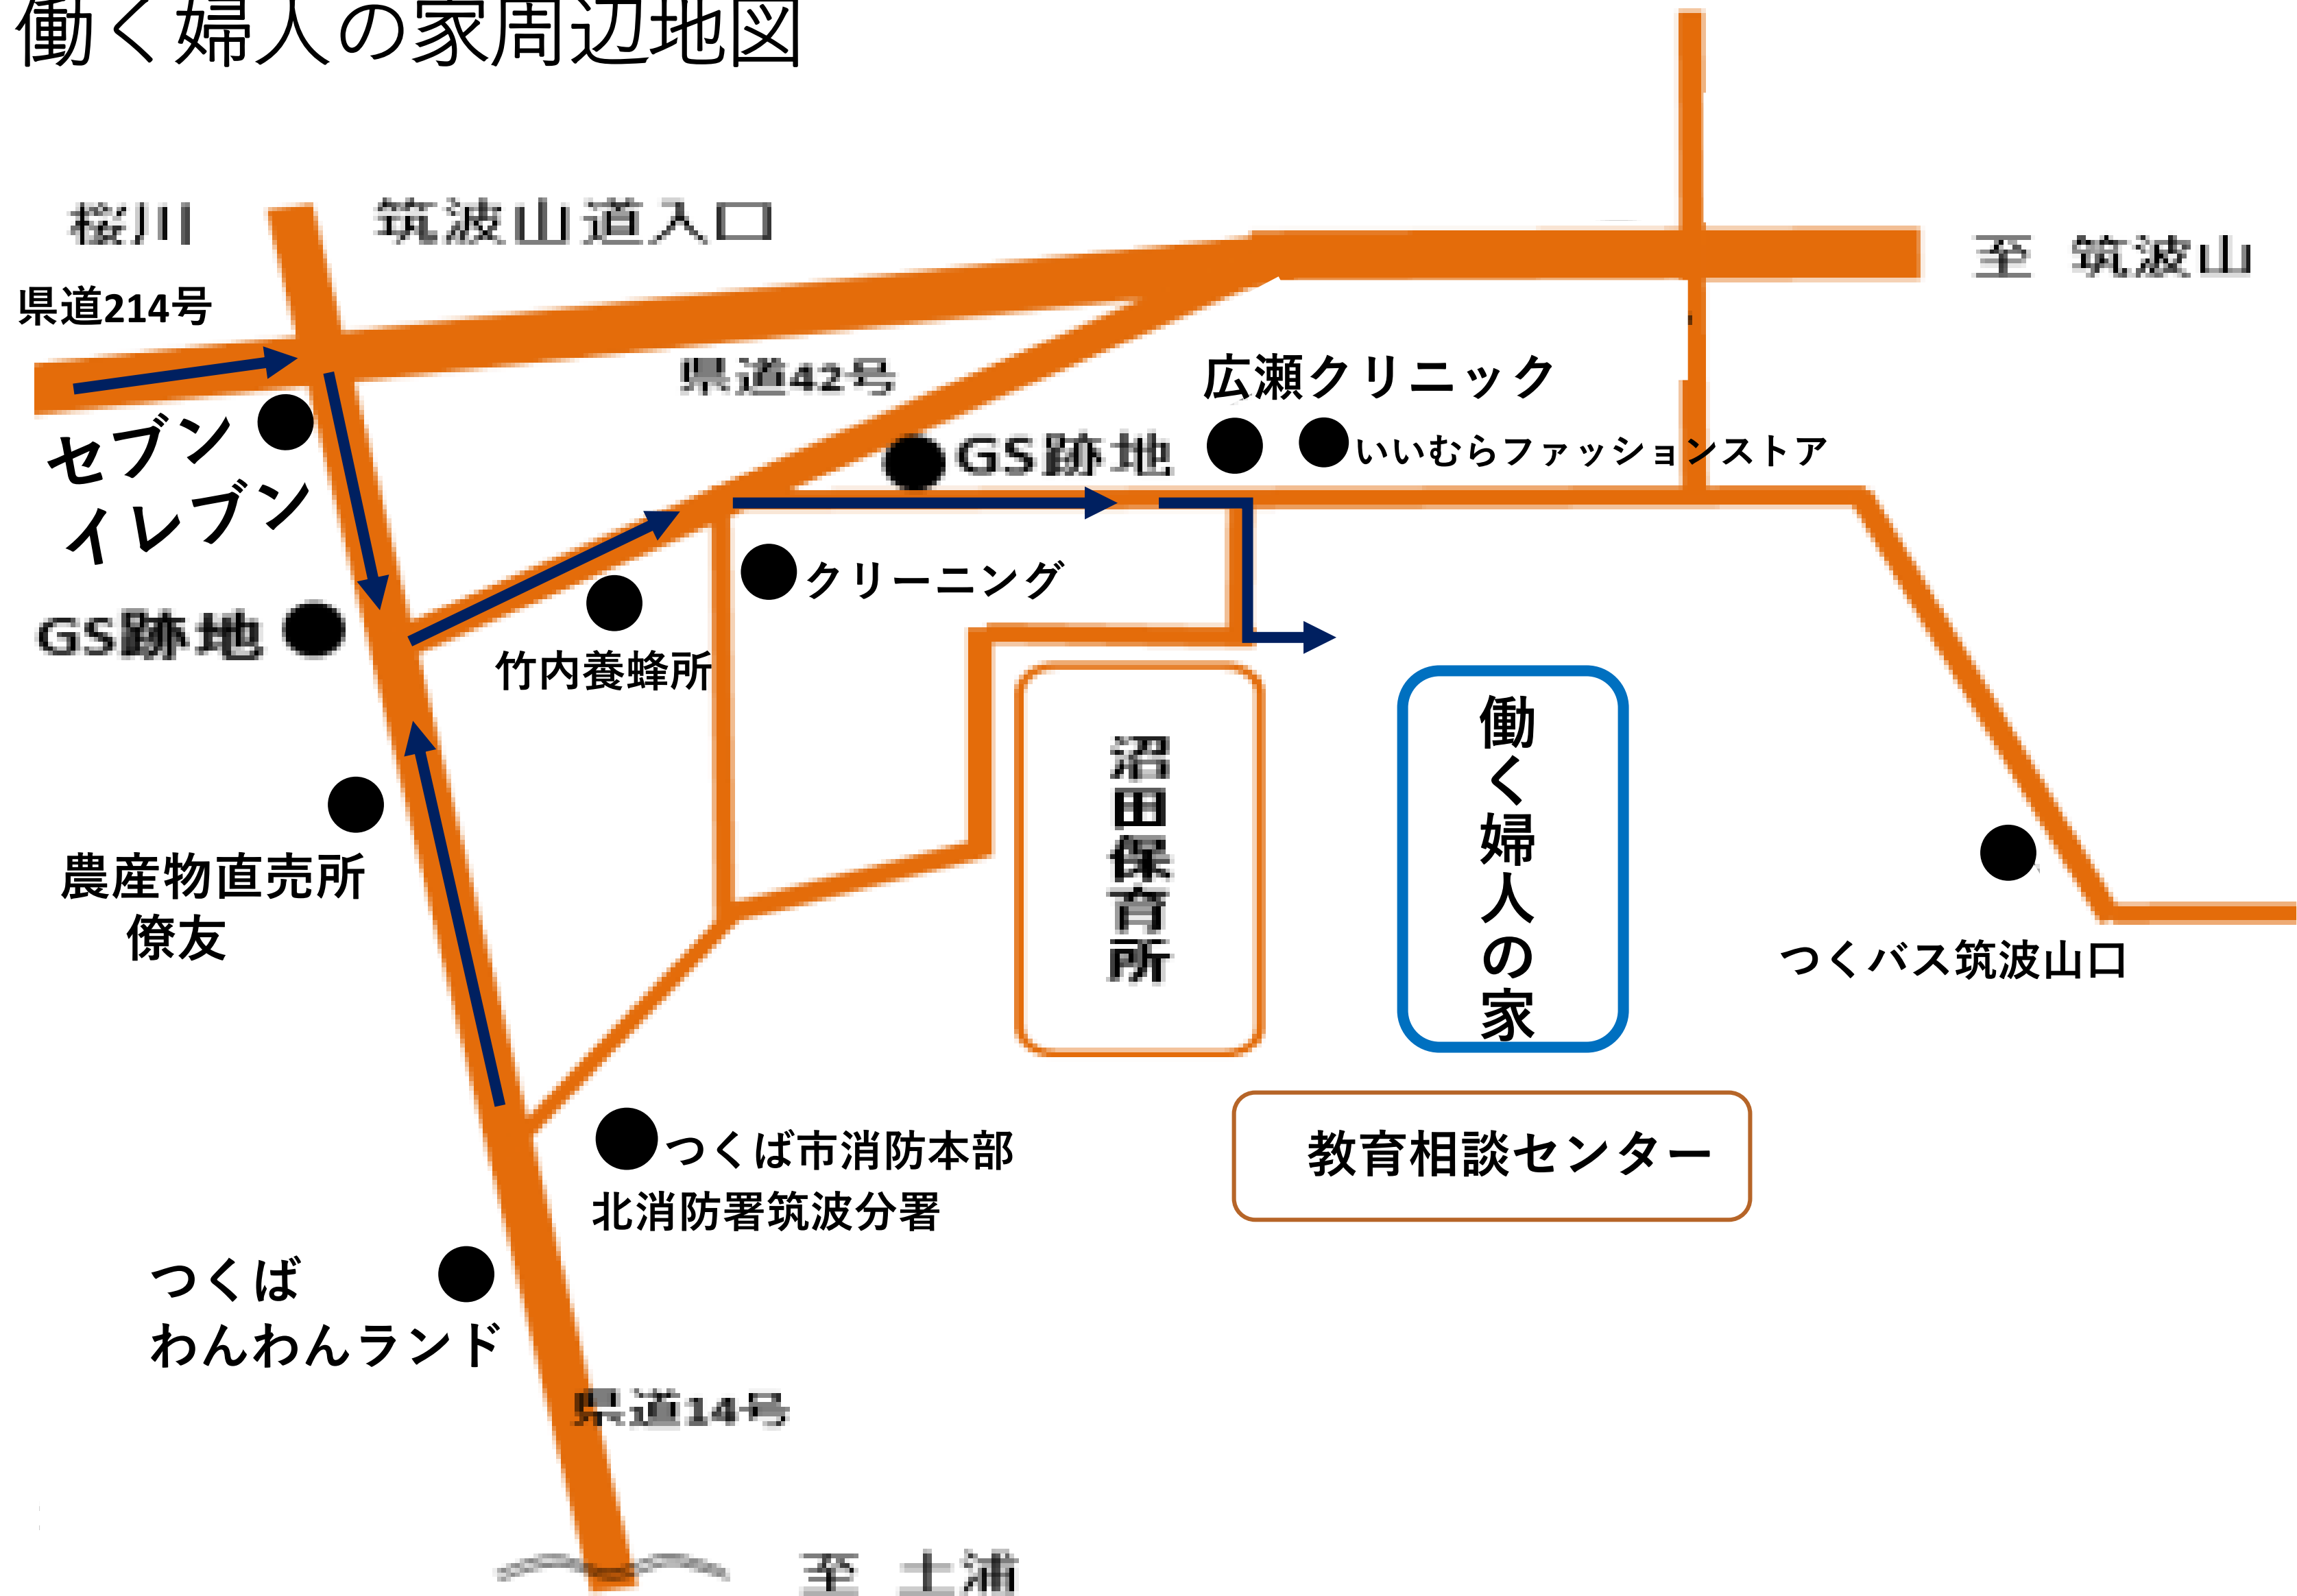 働く婦人の家周辺地図
桜川
筑波山道入口
至 筑波山
県道214号
県道42号
広瀬クリニック
セブン
イレブン
GS跡地
いいむらファッションストア
クリーニング
GS跡地
竹内養蜂所
沼田保育所
働く婦人の家
農産物直売所
僚友
つくバス筑波山口
つくば市消防本部
北消防署筑波分署
教育相談センター
つくば
わんわんランド
県道14号
至 土浦